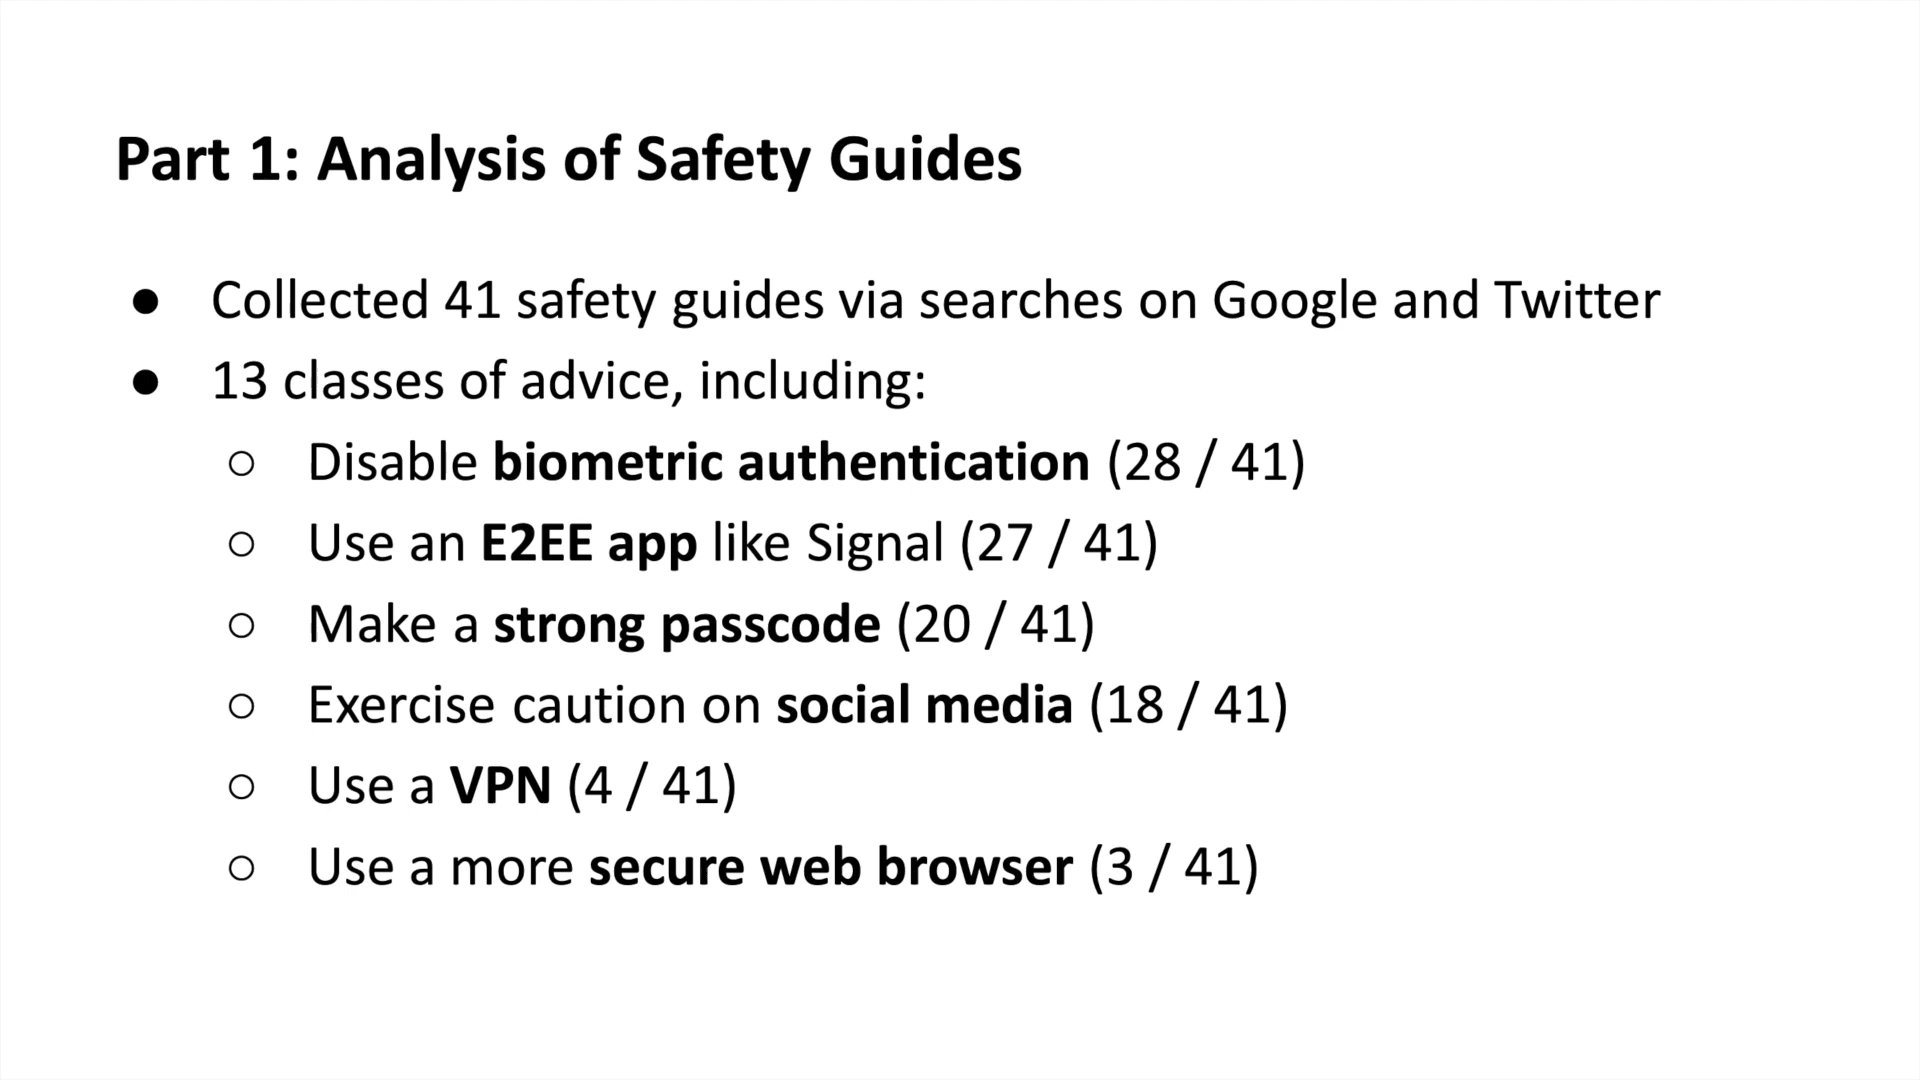 Part 1: Analysis of Safety Guides
● Collected 41 safety guides via searches on Google and Twitter
● 13 classes of advice, including:
○ Disable biometric authentication (28 / 41)
○ Use an E2EE app like Signal (27 / 41)
○ Make a strong passcode (20 / 41)
○ Exercise caution on social media (18 / 41)
○ Use a VPN (4 / 41)
○ Use a more secure web browser (3 / 41)